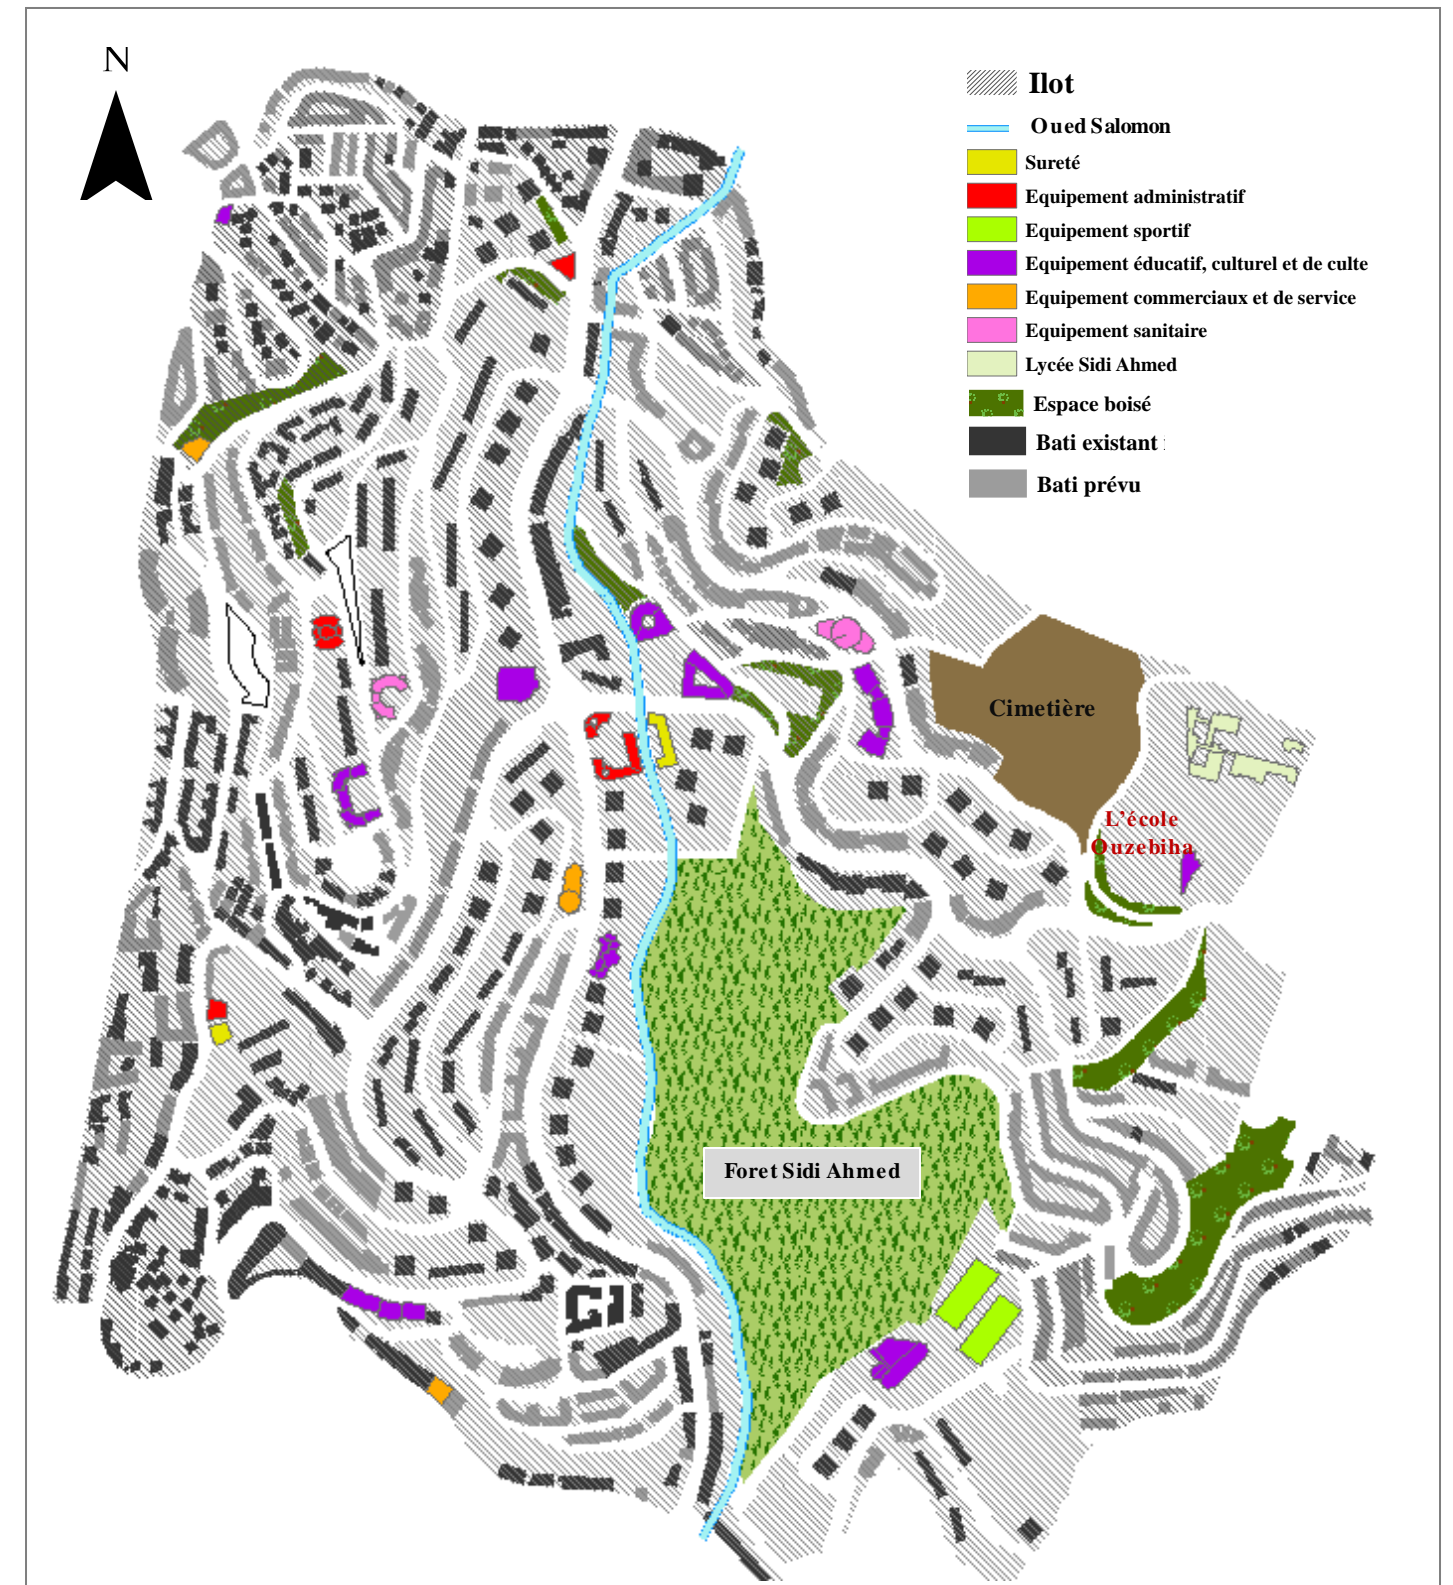 N
Ilot
Oued Salomon
Sureté
Equipement administratif
Equipement sportif
Equipement éducatif, culturel et de culte
Equipement commerciaux et de service
Equipement sanitaire
Lycée Sidi Ahmed
Espace boisé
Bati existant :
Bati prévu
Cimetière
L'école
Ouzebiha
Foret Sidi Ahmed